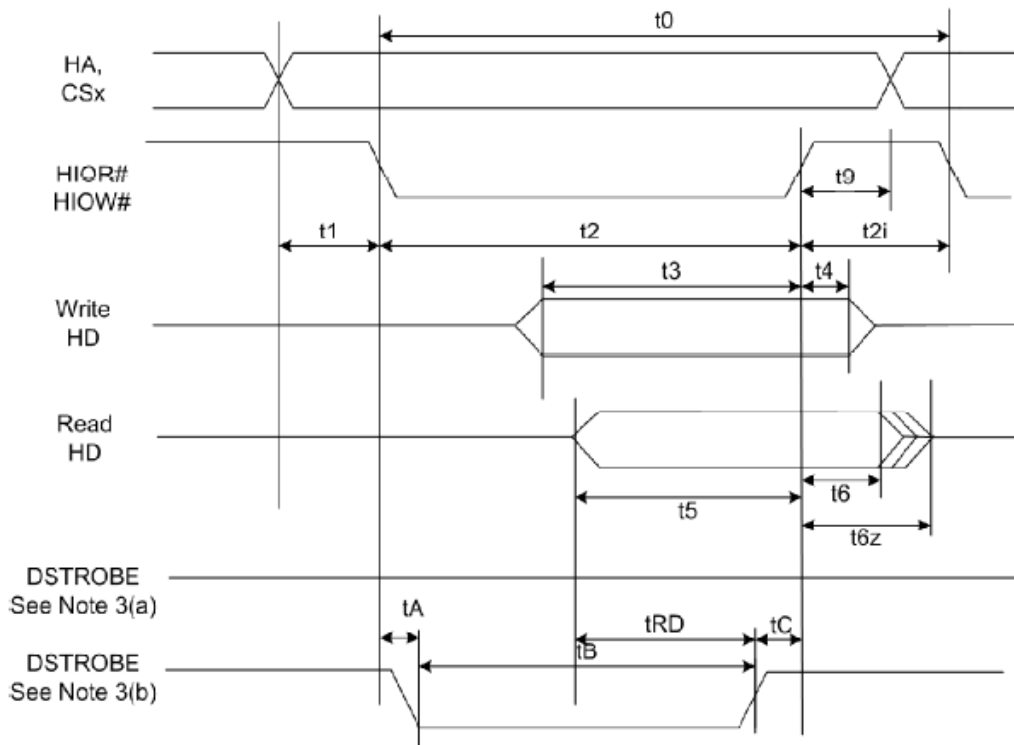 t0
HA,
CSx
HIOR#
HIOW#
t9
t1
t2
t2i
t3
t4
Write
HD
Read
HD
t6
t5
t6z
DSTROBE
See Note 3(a)
tA
tRD
tC
tB
DSTROBE
See Note 3(b)